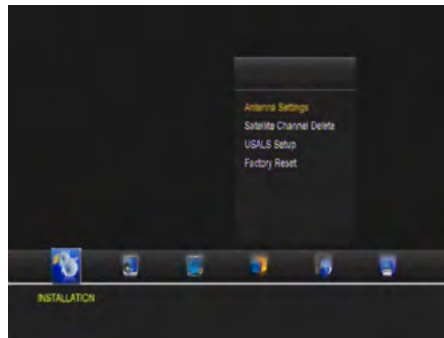 Antenna Settings
Satellite Channel Delete
USALS Setup
Factory Reset
INSTALLATION